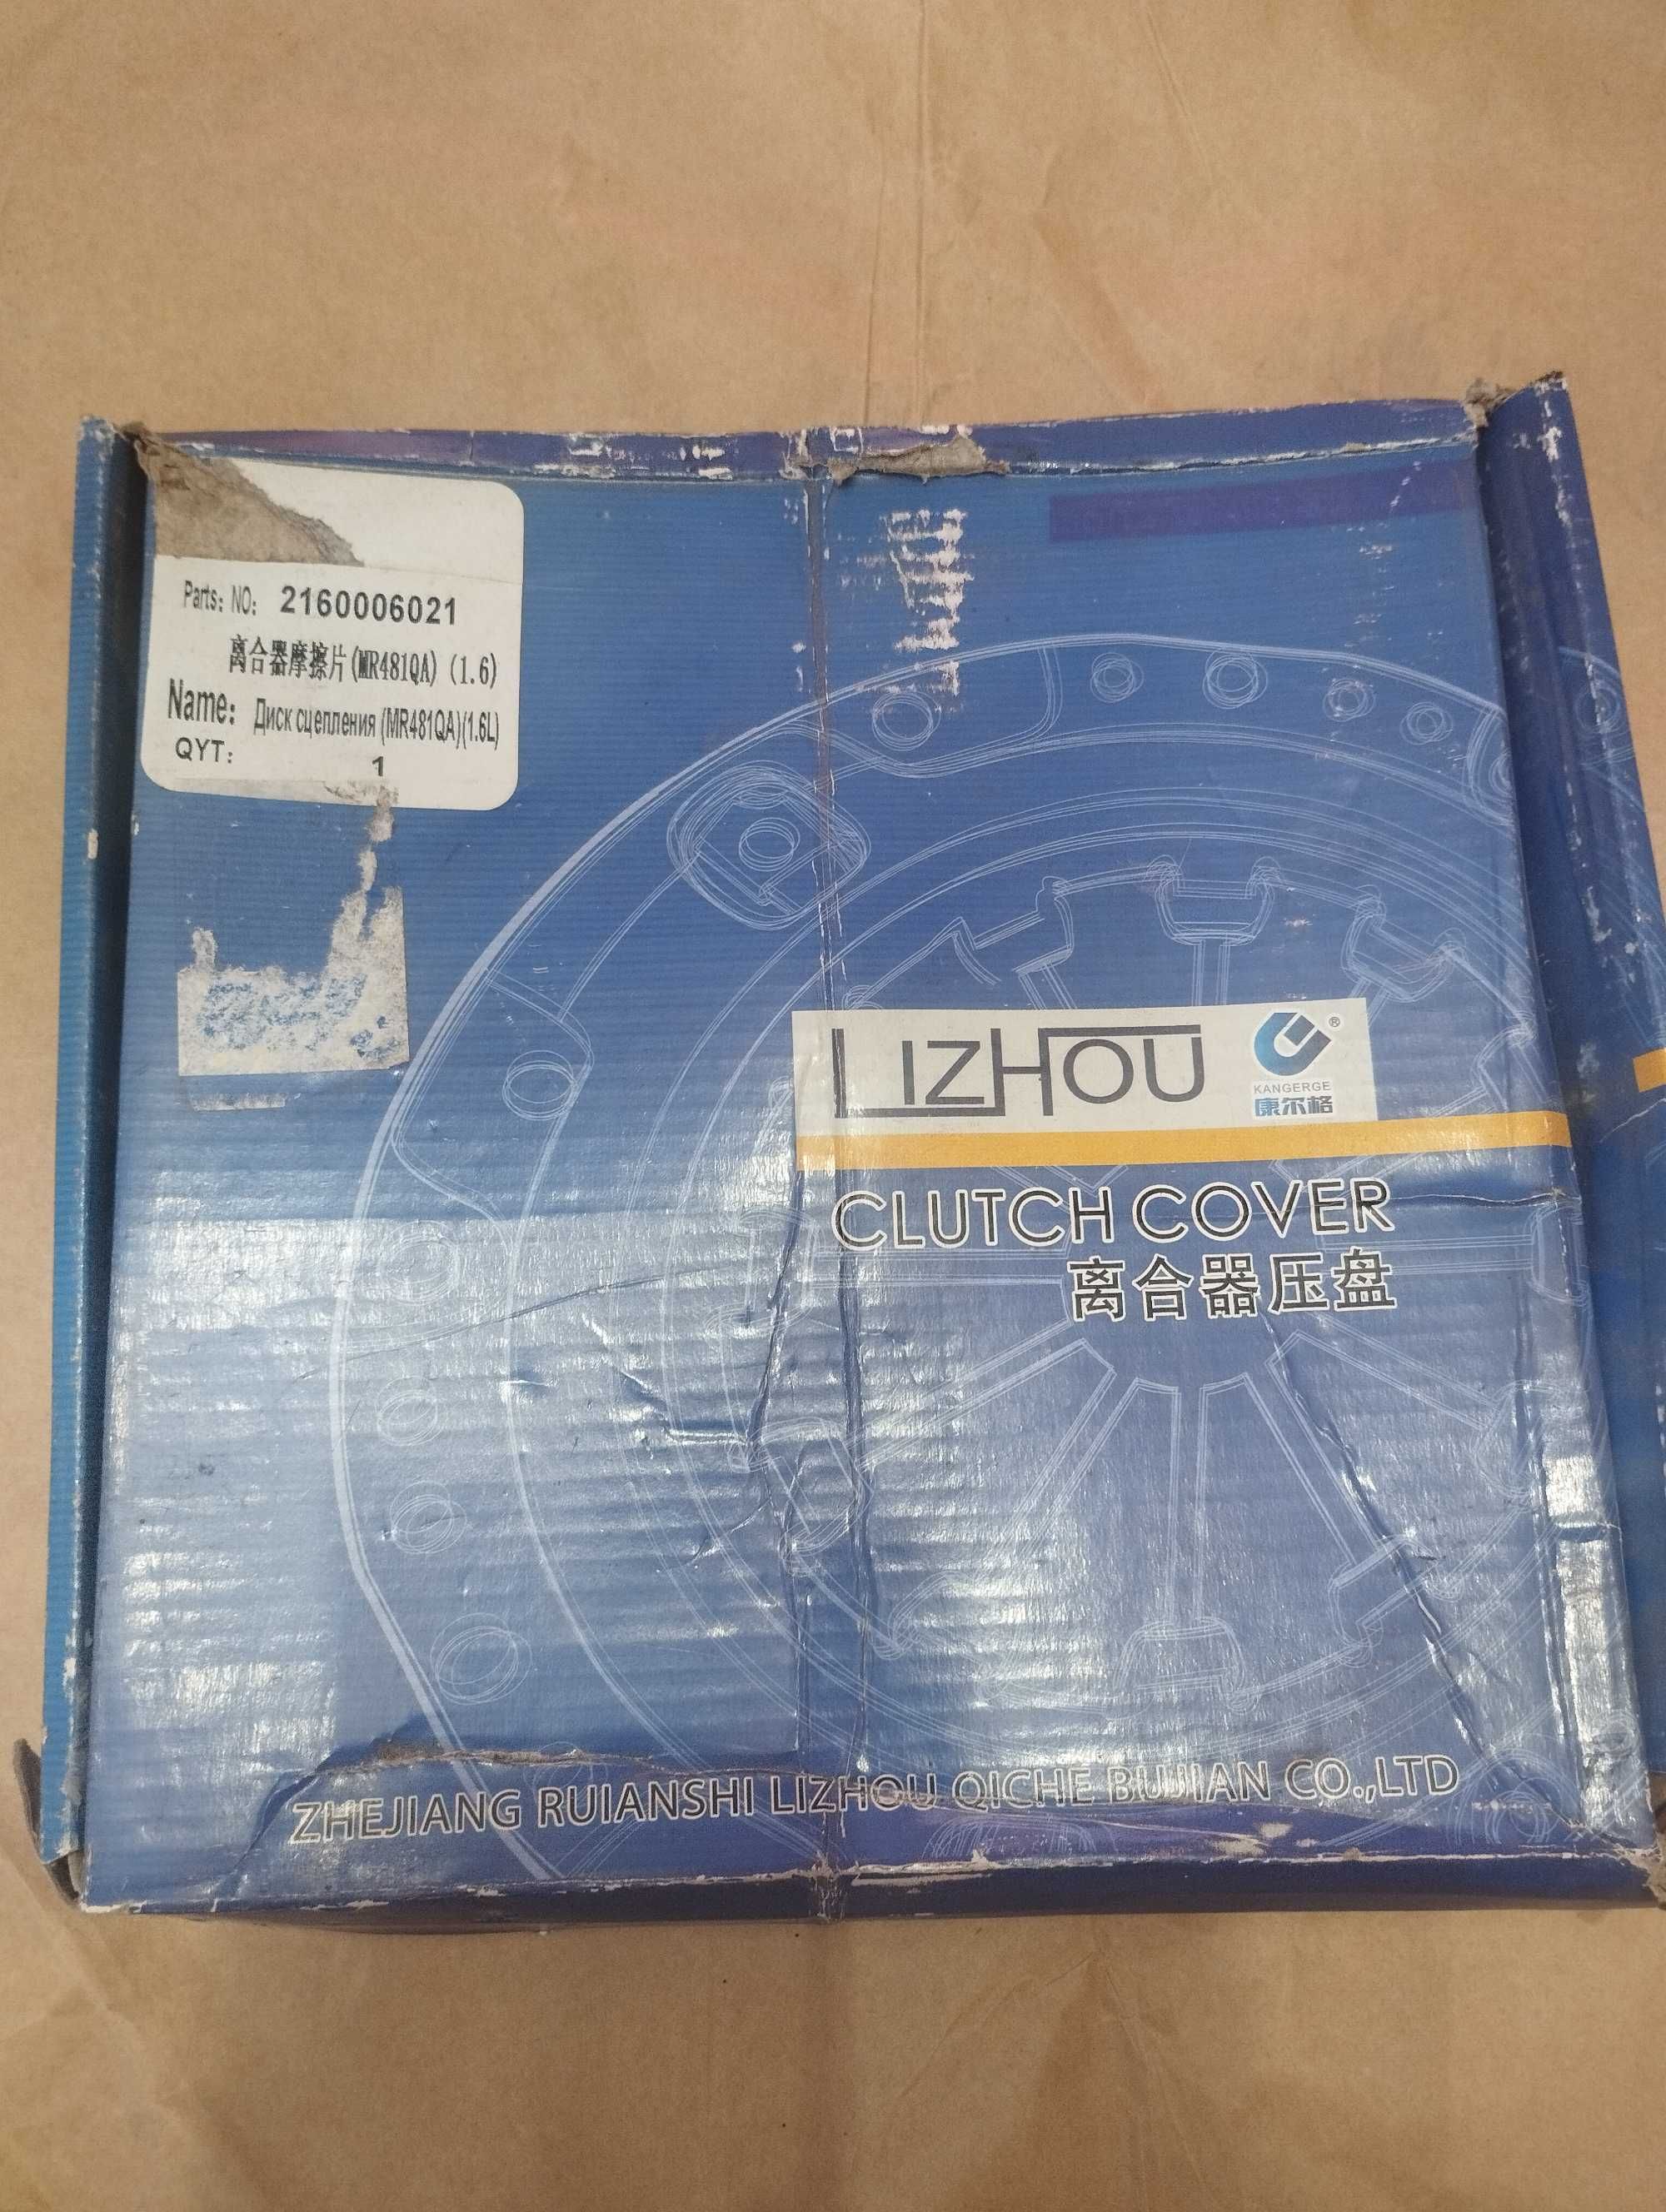 Parts: NO: 2160006021
离合器摩擦片(MR481QA) (1.6)
Name: Диск сцепления (MR481QA)(1.6L)
QYT: 1
LIZHOU
®
KANGERGE
康尔格
CLUTCH COVER
离合器压盘
ZHEJIANG RUIANSHI LIZHOU QICHE BUJIAN CO.,LTD